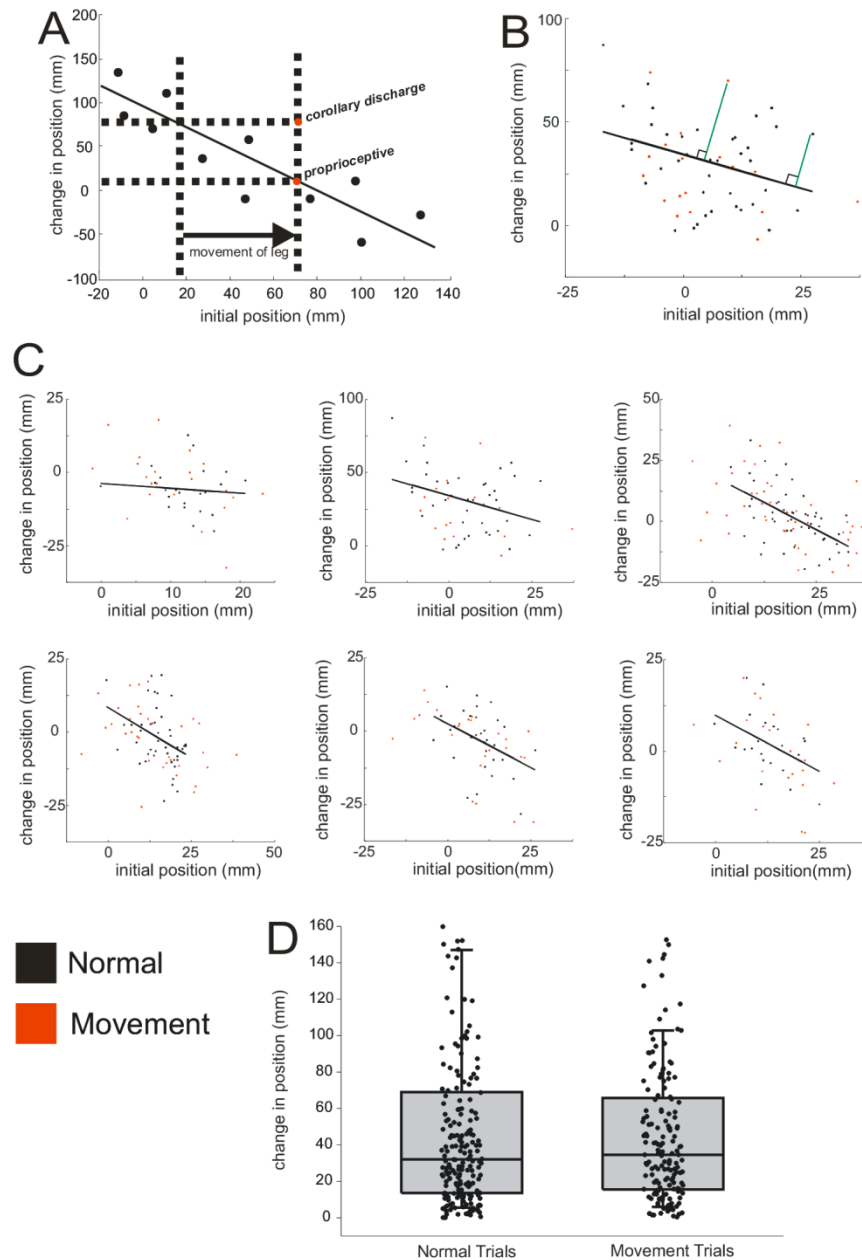 A
change in position (mm)
200
150
100
50
0
-50
-100
corollary discharge
proprioceptive
movement of leg
-20 0 20 40 60 80 100 120 140
initial position (mm)
B
change in position (mm)
100
50
0
-25 0 25
initial position (mm)
C
change in position (mm)
25
0
-25
0 10 20
initial position (mm)
change in position (mm)
100
50
0
-25 0 25
initial position (mm)
change in position (mm)
50
25
0
-25
0 25
initial position (mm)
change in position (mm)
25
0
-25
0 25 50
initial position (mm)
change in position (mm)
25
0
-25
-25 0 25
initial position(mm)
change in position (mm)
25
0
-25
0 25
initial position(mm)
Normal
Movement
D
change in position (mm)
160
140
120
100
80
60
40
20
0
Normal Trials Movement Trials